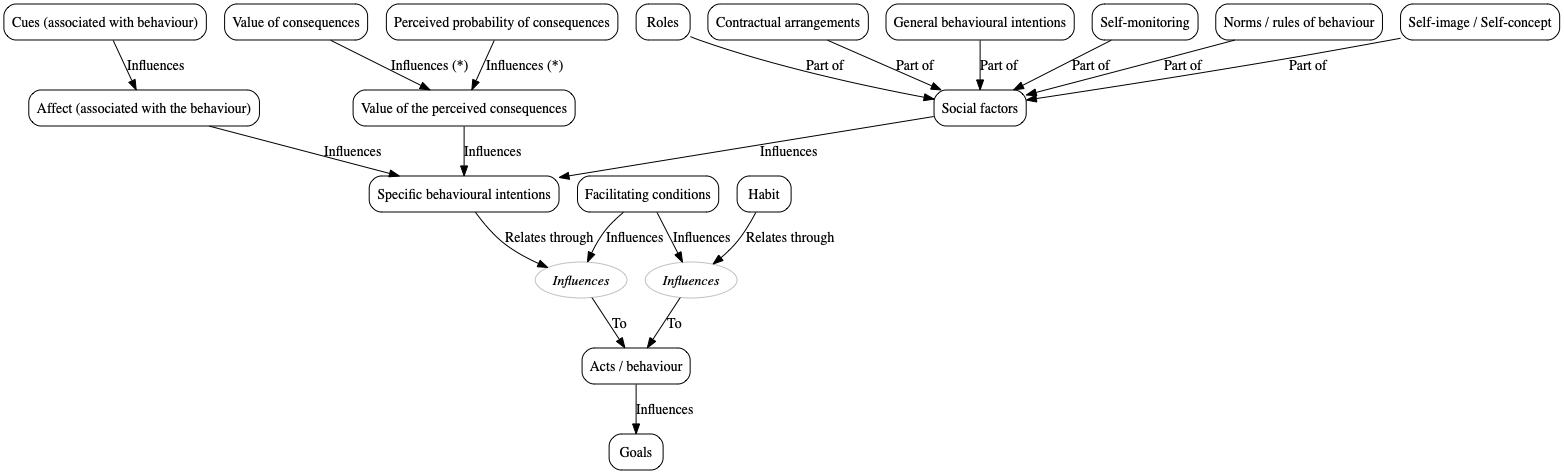 Cues (associated with behaviour)
Value of consequences
Perceived probability of consequences
Roles
Contractual arrangements
General behavioural intentions
Self-monitoring
Norms / rules of behaviour
Self-image / Self-concept
Influences
Influences (*)
Influences (*)
Part of
Part of
Part of
Part of
Part of
Part of
Affect (associated with the behaviour)
Value of the perceived consequences
Social factors
Influences
Influences
Influences
Specific behavioural intentions
Facilitating conditions
Habit
Relates through
Influences
Influences
Relates through
Influences
Influences
To
To
Acts / behaviour
Influences
Goals